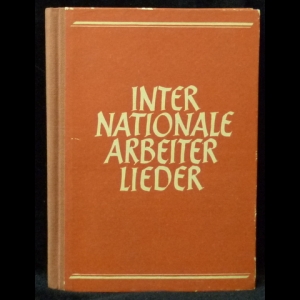 INTER
NATIONALE
ARBEITER
LIEDER